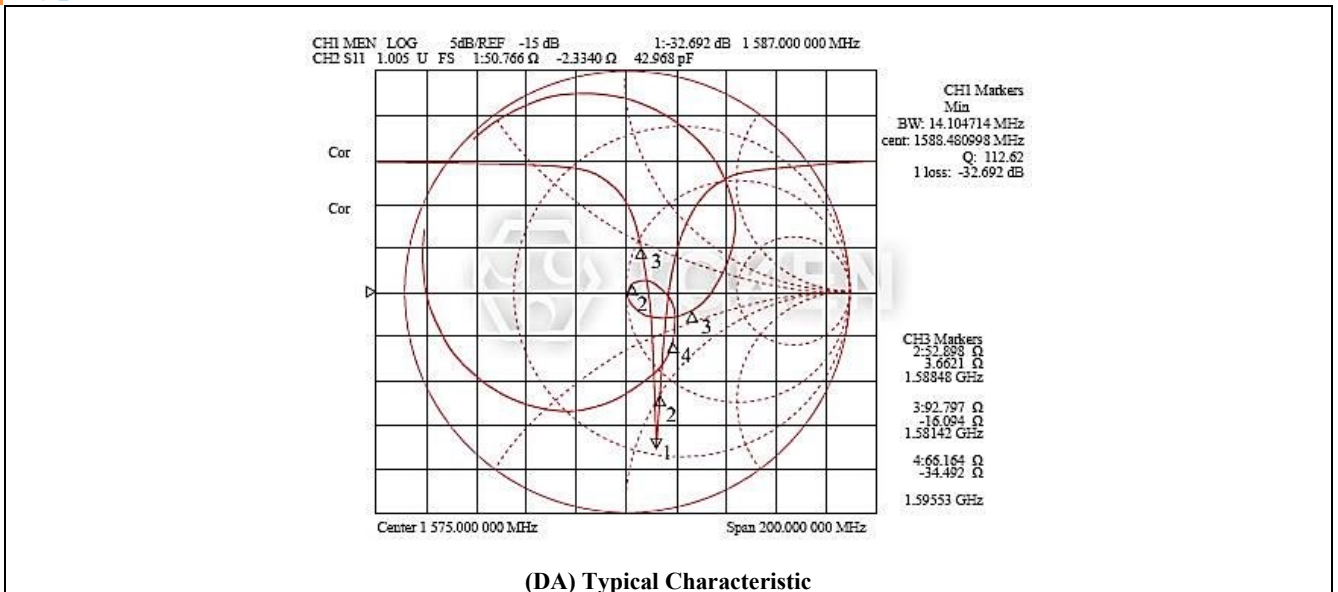 CH1 MEN LOG 5dB/REF -15 dB 1:-32.692 dB 1 587.000 000 MHz
CH2 S11 1.005 U FS 1:50.766 Ω -2.3340 Ω 42.968 pF
CH1 Markers
Min
BW: 14.104714 MHz
cent: 1588.480998 MHz
Q: 112.62
1 loss: -32.692 dB
Cor
Cor
3
2
3
4
2
1
CH3 Markers
2:52.898 Ω
3.6621 Ω
1.58848 GHz
3:92.797 Ω
-16.094 Ω
1.58142 GHz
4:66.164 Ω
-34.492 Ω
1.59553 GHz
Center 1 575.000 000 MHz Span 200.000 000 MHz
(DA) Typical Characteristic